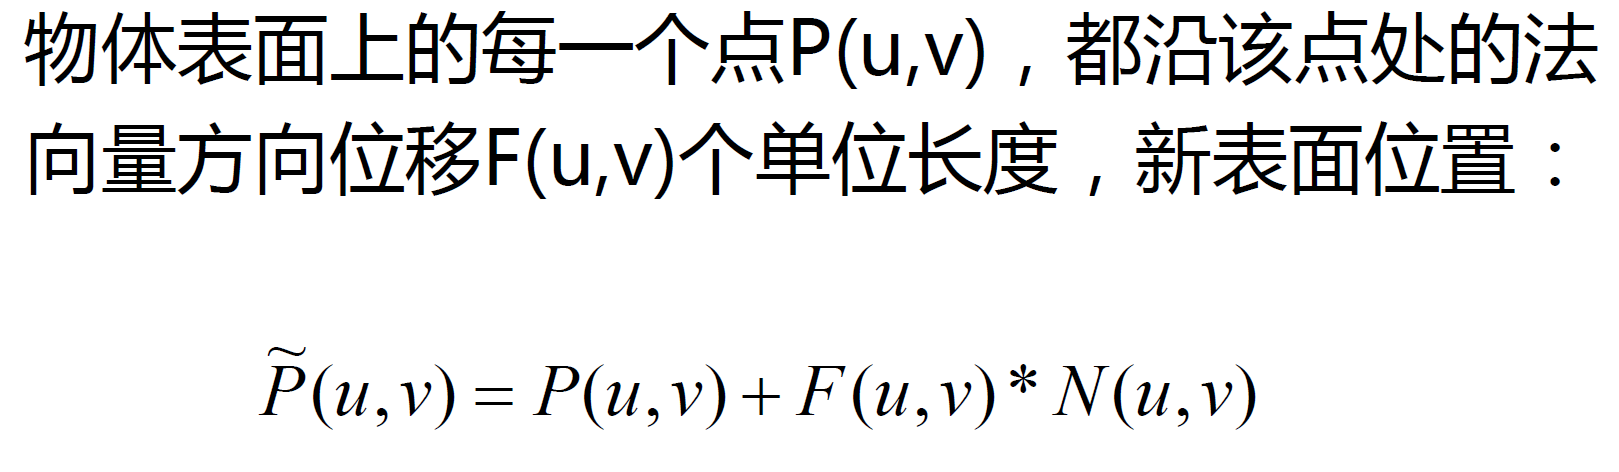 物体表面上的每一个点P(u,v)，都沿该点处的法
向量方向位移F(u,v)个单位长度，新表面位置：
P̃(u,v) = P(u,v) + F(u,v) * N(u,v)